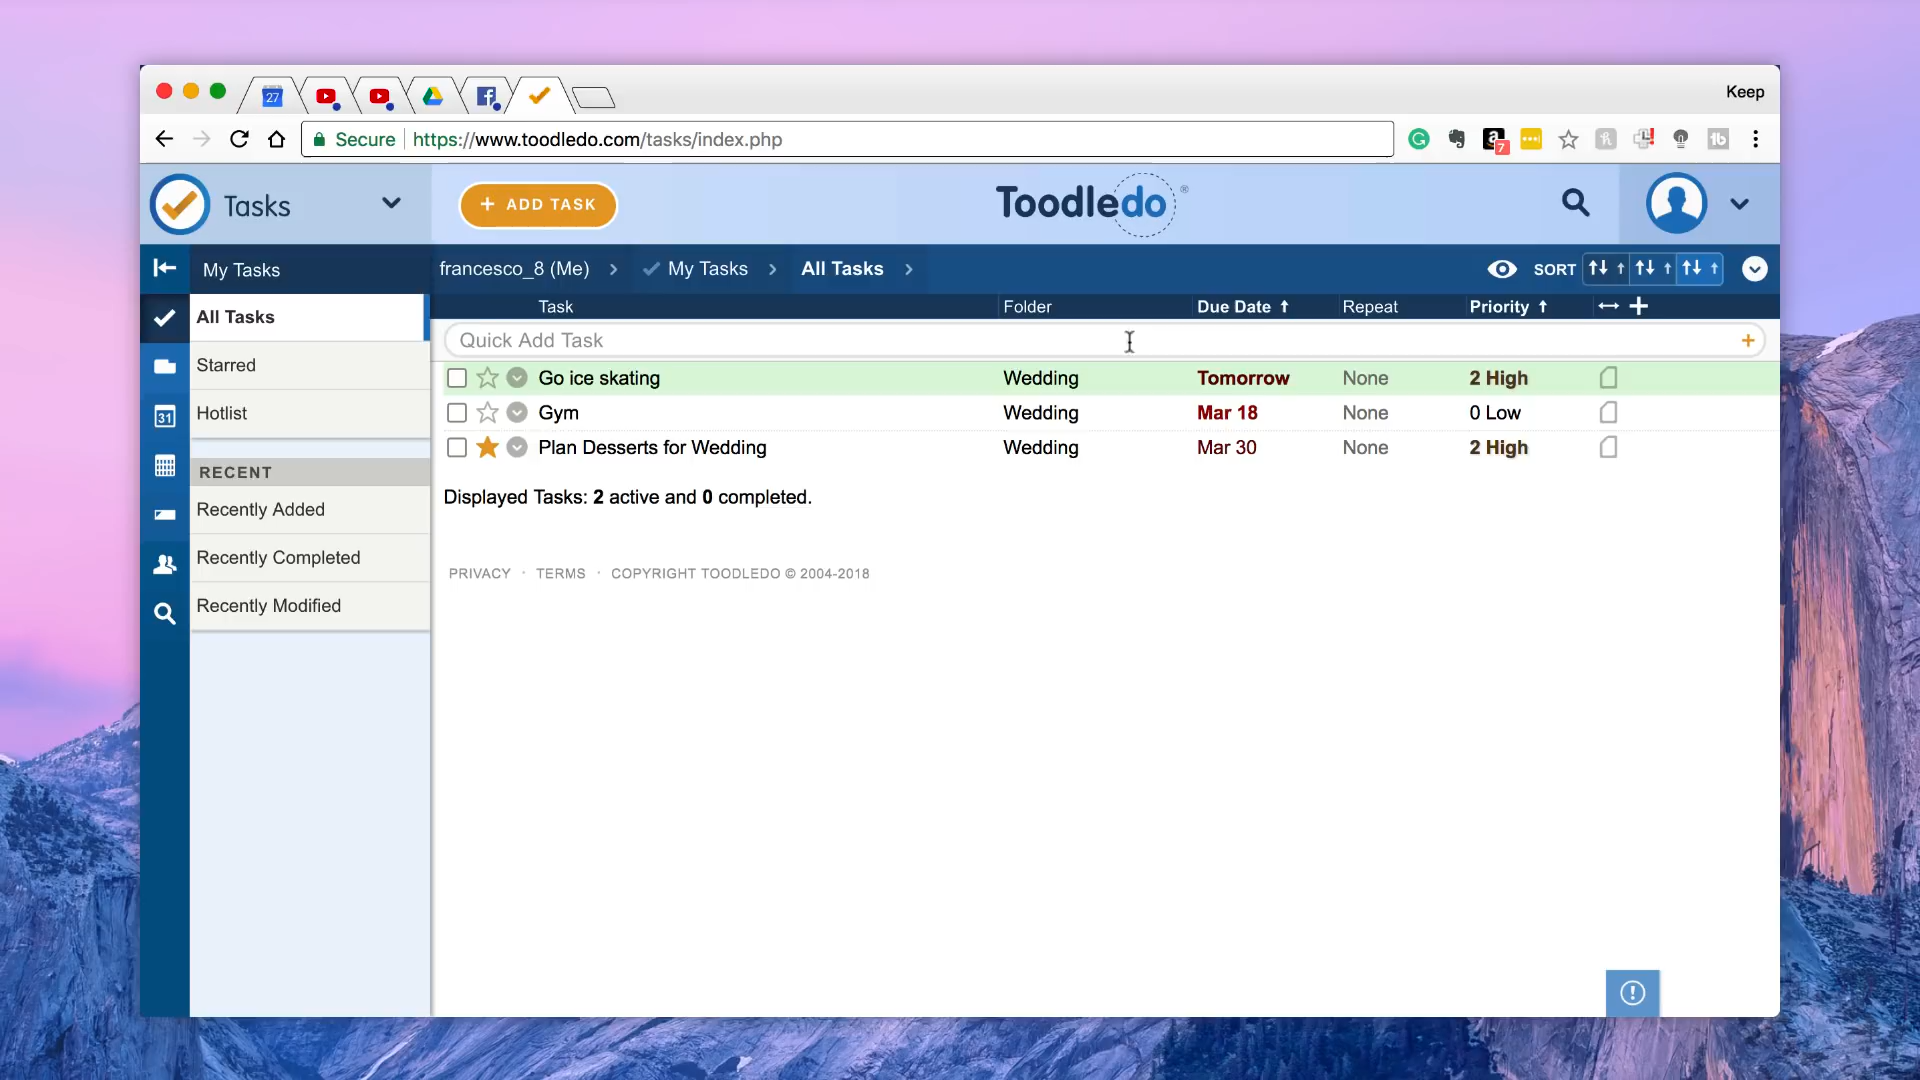 27
Keep
Secure https://www.toodledo.com/tasks/index.php
7
Tasks
+ ADD TASK
Toodledo ®
My Tasks
francesco_8 (Me) > My Tasks > All Tasks >
SORT
Task Folder Due Date ↑ Repeat Priority ↑
All Tasks
Quick Add Task
Starred
Go ice skating Wedding Tomorrow None 2 High
31
Hotlist
Gym Wedding Mar 18 None 0 Low
Plan Desserts for Wedding Wedding Mar 30 None 2 High
RECENT
Displayed Tasks: 2 active and 0 completed.
Recently Added
Recently Completed
PRIVACY · TERMS · COPYRIGHT TOODLEDO © 2004-2018
Recently Modified